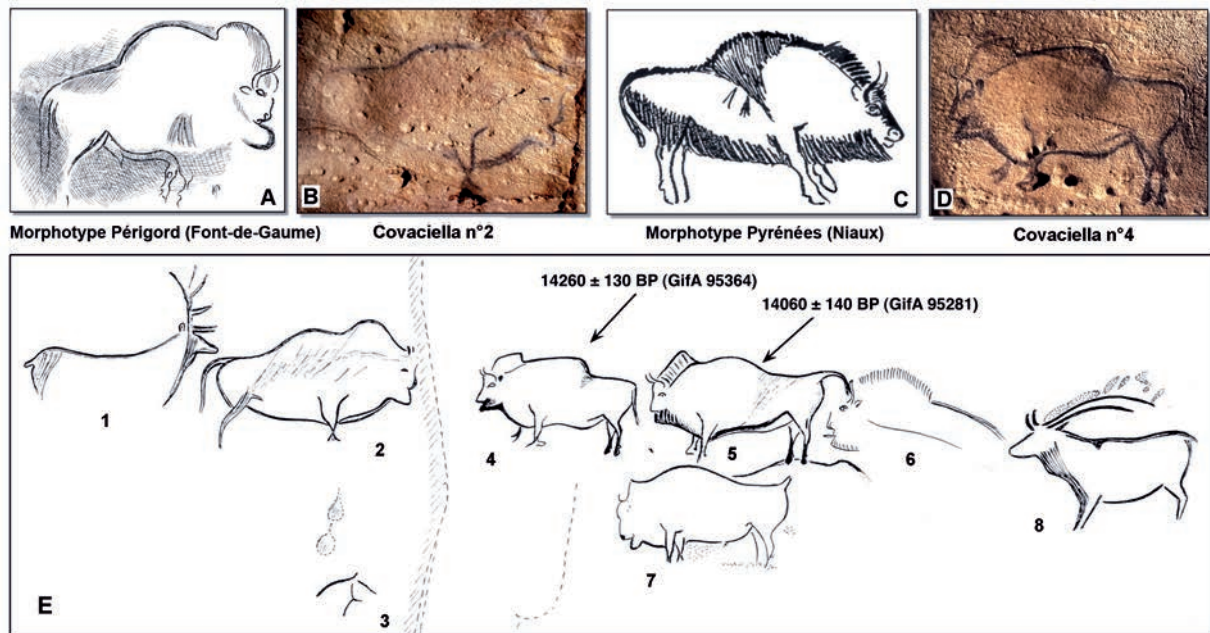 A
B
C
D
Morphotype Périgord (Font-de-Gaume)
Covaciella n°2
Morphotype Pyrénées (Niaux)
Covaciella n°4
14260 ± 130 BP (GifA 95364)
14060 ± 140 BP (GifA 95281)
1
2
4
5
6
8
7
3
E